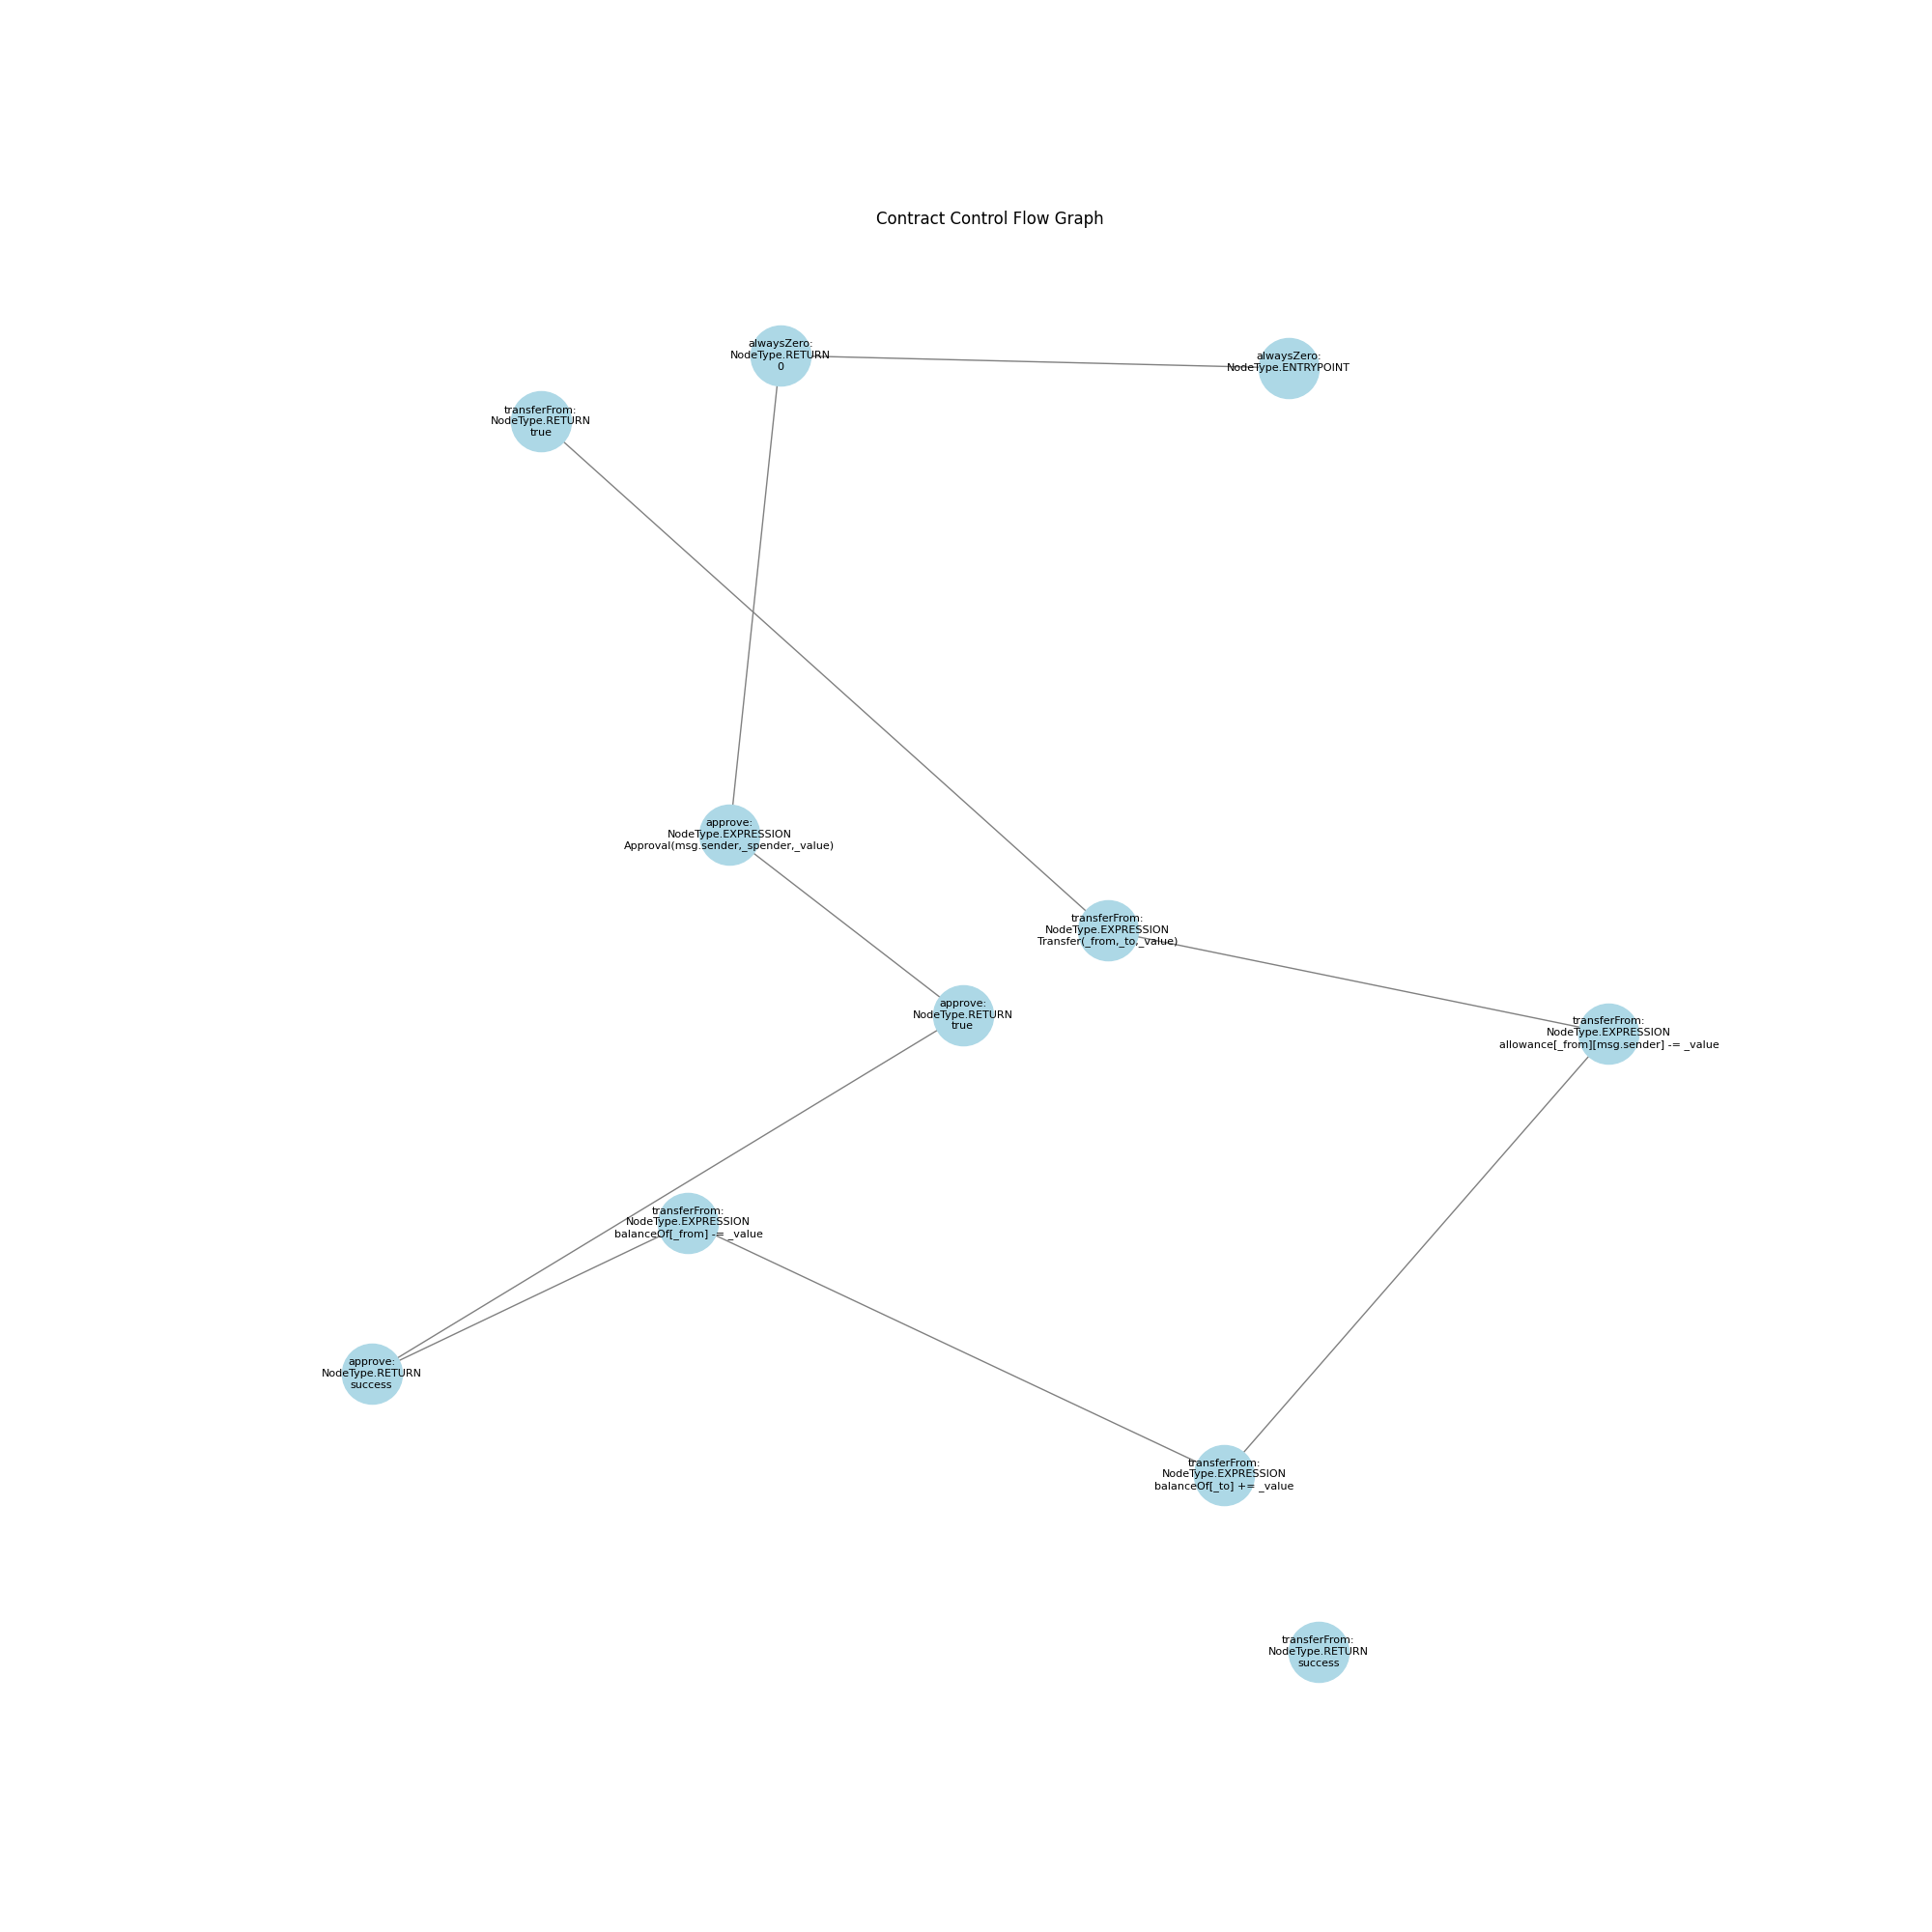 Contract Control Flow Graph
alwaysZero:
NodeType.RETURN
0
alwaysZero:
NodeType.ENTRYPOINT
transferFrom:
NodeType.RETURN
true
approve:
NodeType.EXPRESSION
Approval(msg.sender,_spender,_value)
transferFrom:
NodeType.EXPRESSION
Transfer(_from,_to,_value)
approve:
NodeType.RETURN
true
transferFrom:
NodeType.EXPRESSION
allowance[_from][msg.sender] -= _value
transferFrom:
NodeType.EXPRESSION
balanceOf[_from] -= _value
approve:
NodeType.RETURN
success
transferFrom:
NodeType.EXPRESSION
balanceOf[_to] += _value
transferFrom:
NodeType.RETURN
success